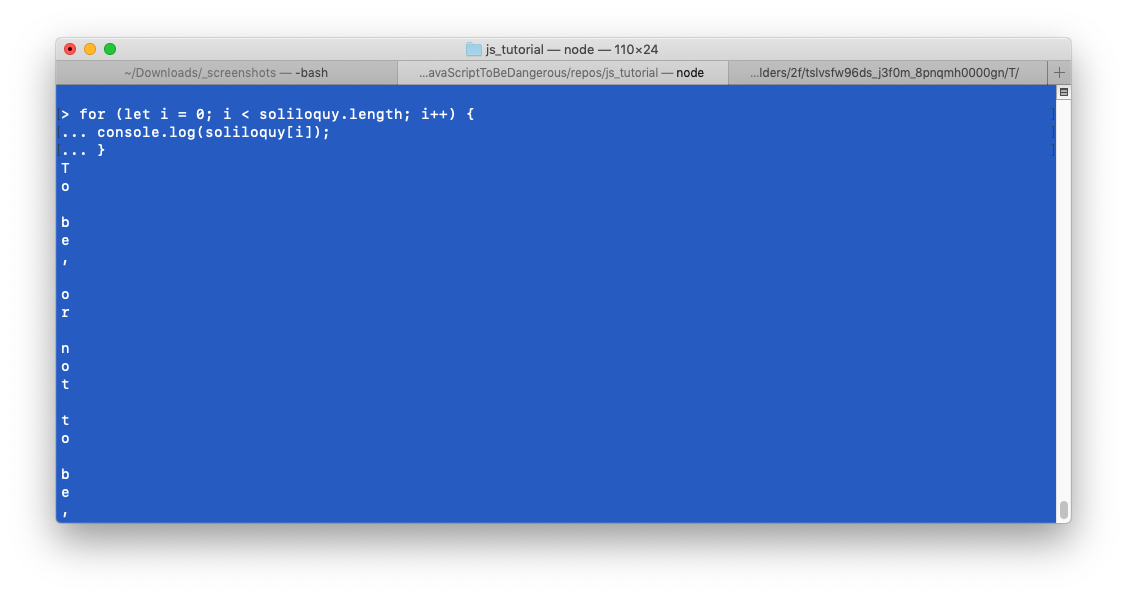 js_tutorial — node — 110×24
~/Downloads/_screenshots — -bash
...avaScriptToBeDangerous/repos/js_tutorial — node
...lders/2f/tslvsfw96ds_j3f0m_8pnqmh0000gn/T/
> for (let i = 0; i < soliloquy.length; i++) {
... console.log(soliloquy[i]);
... }
T
o

b
e
,

o
r

n
o
t

t
o

b
e
,